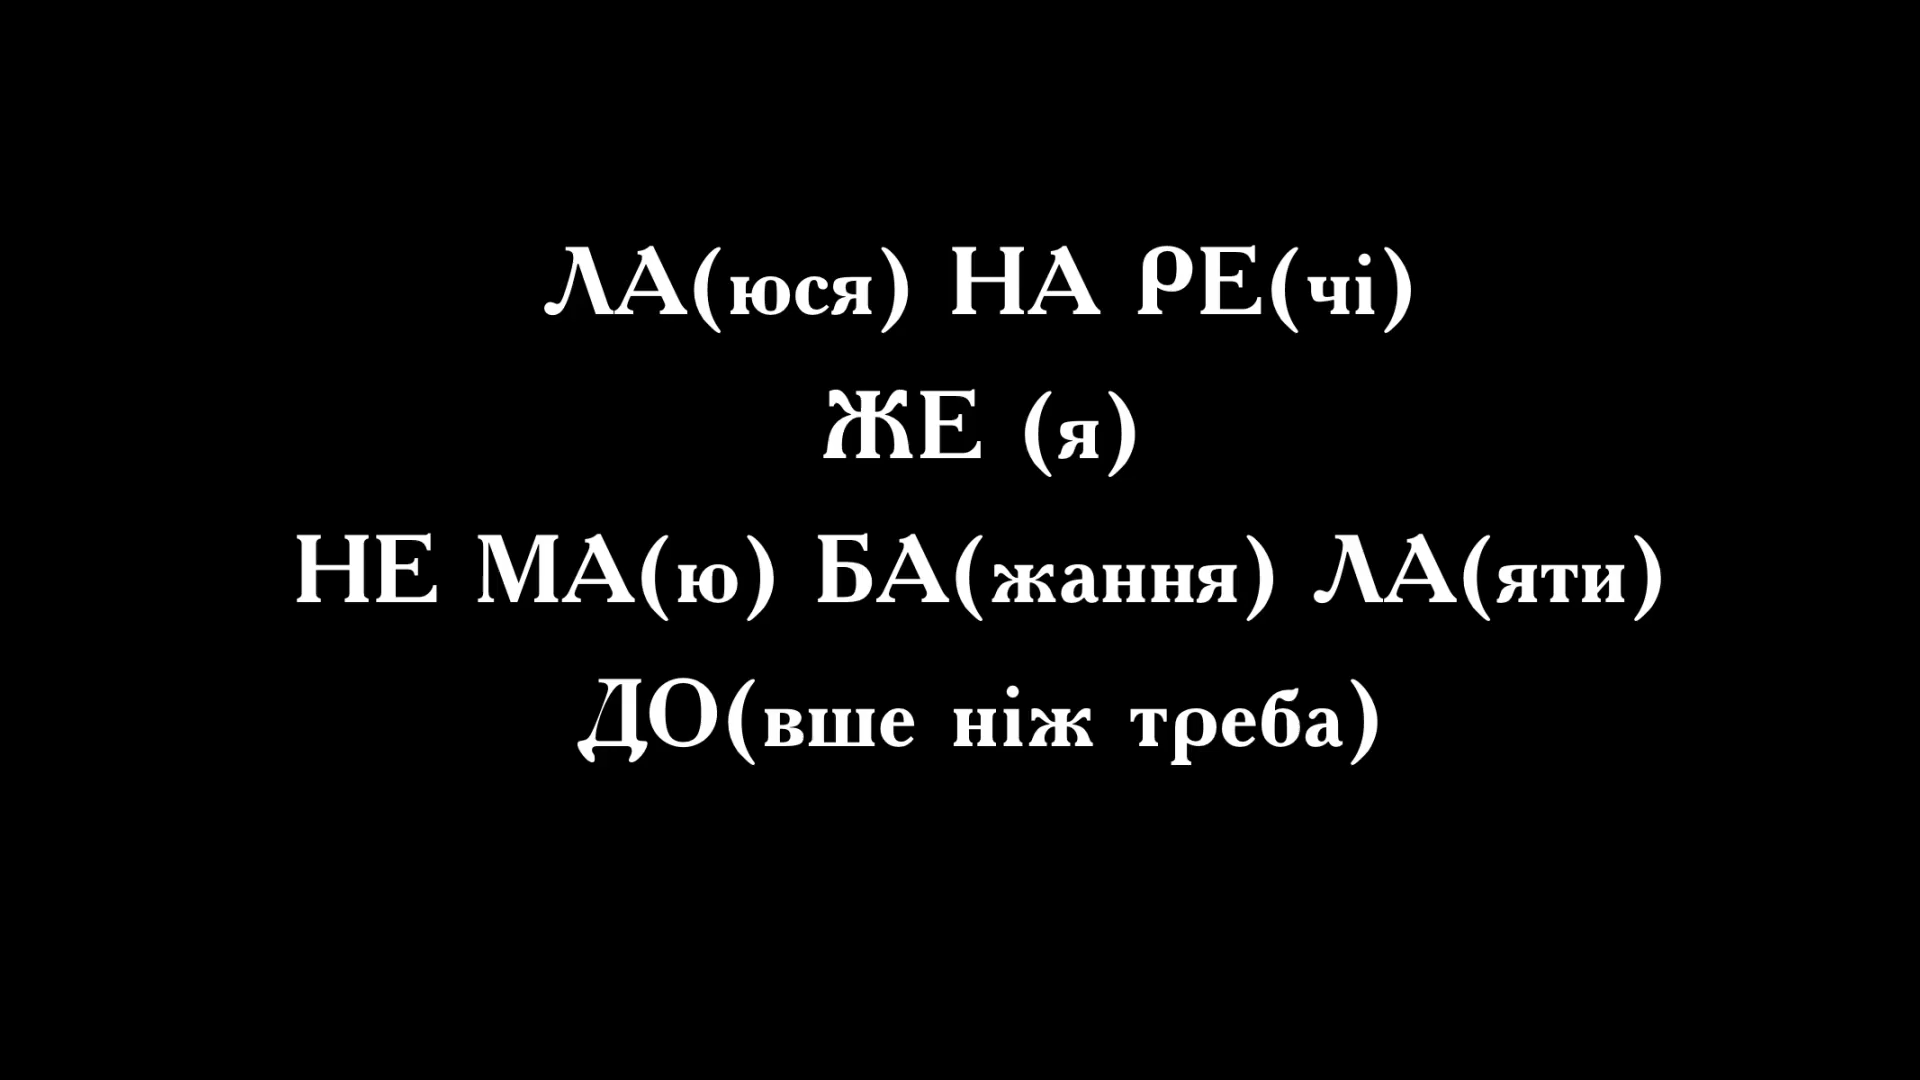 ЛА(юся) НА РЕ(чі)
ЖЕ (я)
НЕ МА(ю) БА(жання) ЛА(яти)
ДО(вше ніж треба)